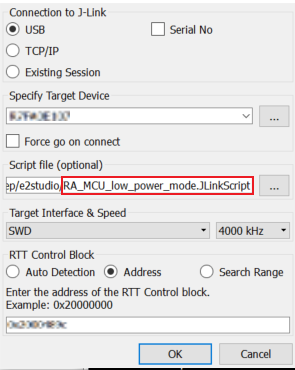 Connection to J-Link
USB
Serial No
TCP/IP
Existing Session
Specify Target Device
...
Force go on connect
Script file (optional)
ep/e2studio/RA_MCU_low_power_mode.JLinkScript
...
Target Interface & Speed
SWD
4000 kHz
RTT Control Block
Auto Detection
Address
Search Range
Enter the address of the RTT Control block.
Example: 0x20000000
OK
Cancel